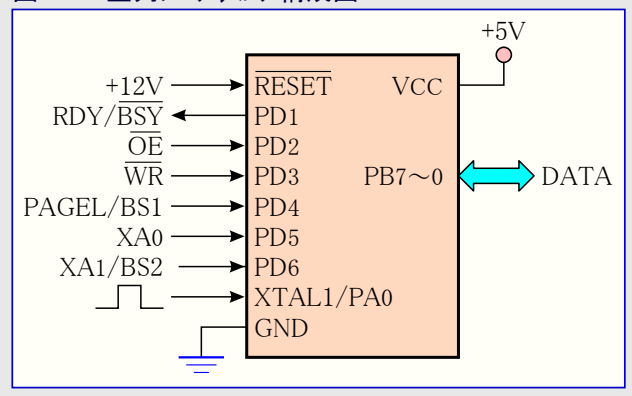 +5V
+12V RESET VCC
RDY/BSY PD1
OE PD2
WR PD3 PB7〜0 DATA
PAGEL/BS1 PD4
XA0 PD5
XA1/BS2 PD6
XTAL1/PA0
GND